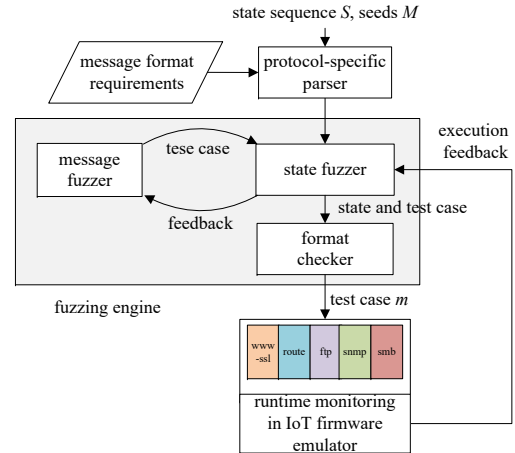 state sequence S, seeds M
message format
requirements
protocol-specific
parser
execution
feedback
message
fuzzer
tese case
state fuzzer
feedback
state and test case
format
checker
fuzzing engine
test case m
www
-ssl
route
ftp
snmp
smb
runtime monitoring
in IoT firmware
emulator